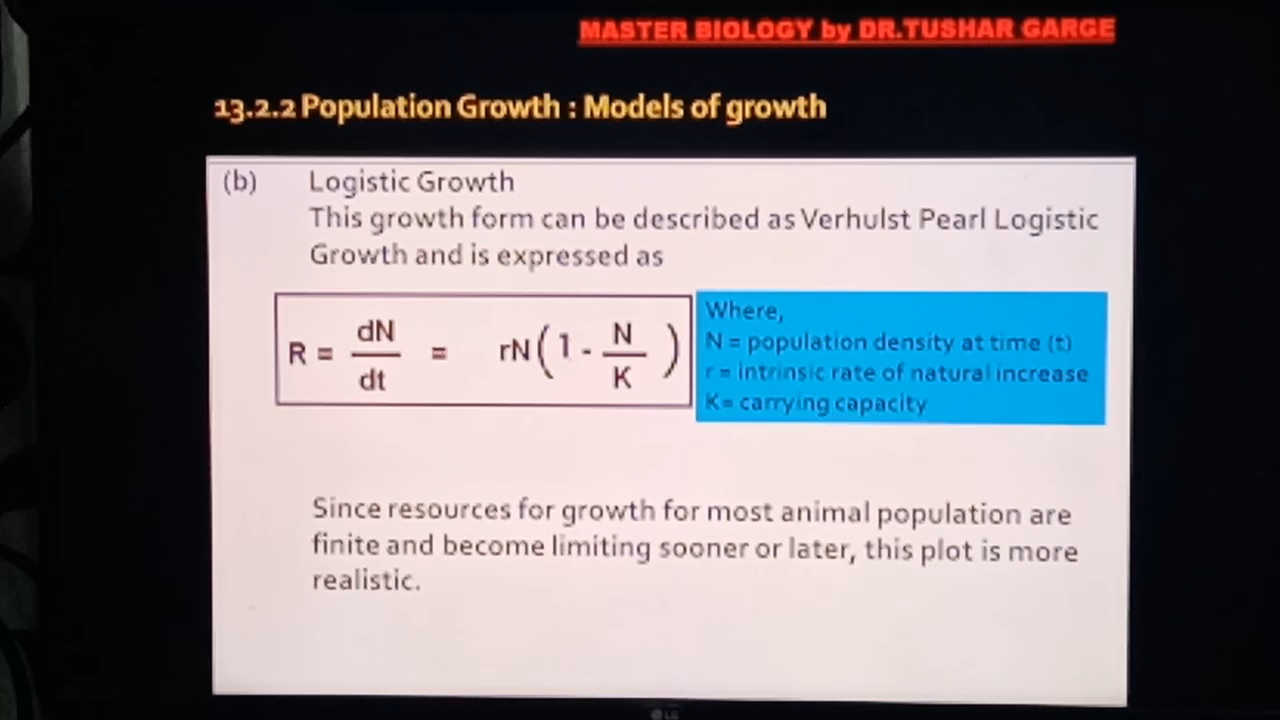 MASTER BIOLOGY by DR.TUSHAR GARGE
13.2.2 Population Growth : Models of growth
(b) Logistic Growth
This growth form can be described as Verhulst Pearl Logistic
Growth and is expressed as
R = dN/dt = rN(1 - N/K)
Where,
N = population density at time (t)
r = intrinsic rate of natural increase
K= carrying capacity
Since resources for growth for most animal population are
finite and become limiting sooner or later, this plot is more
realistic.
LG